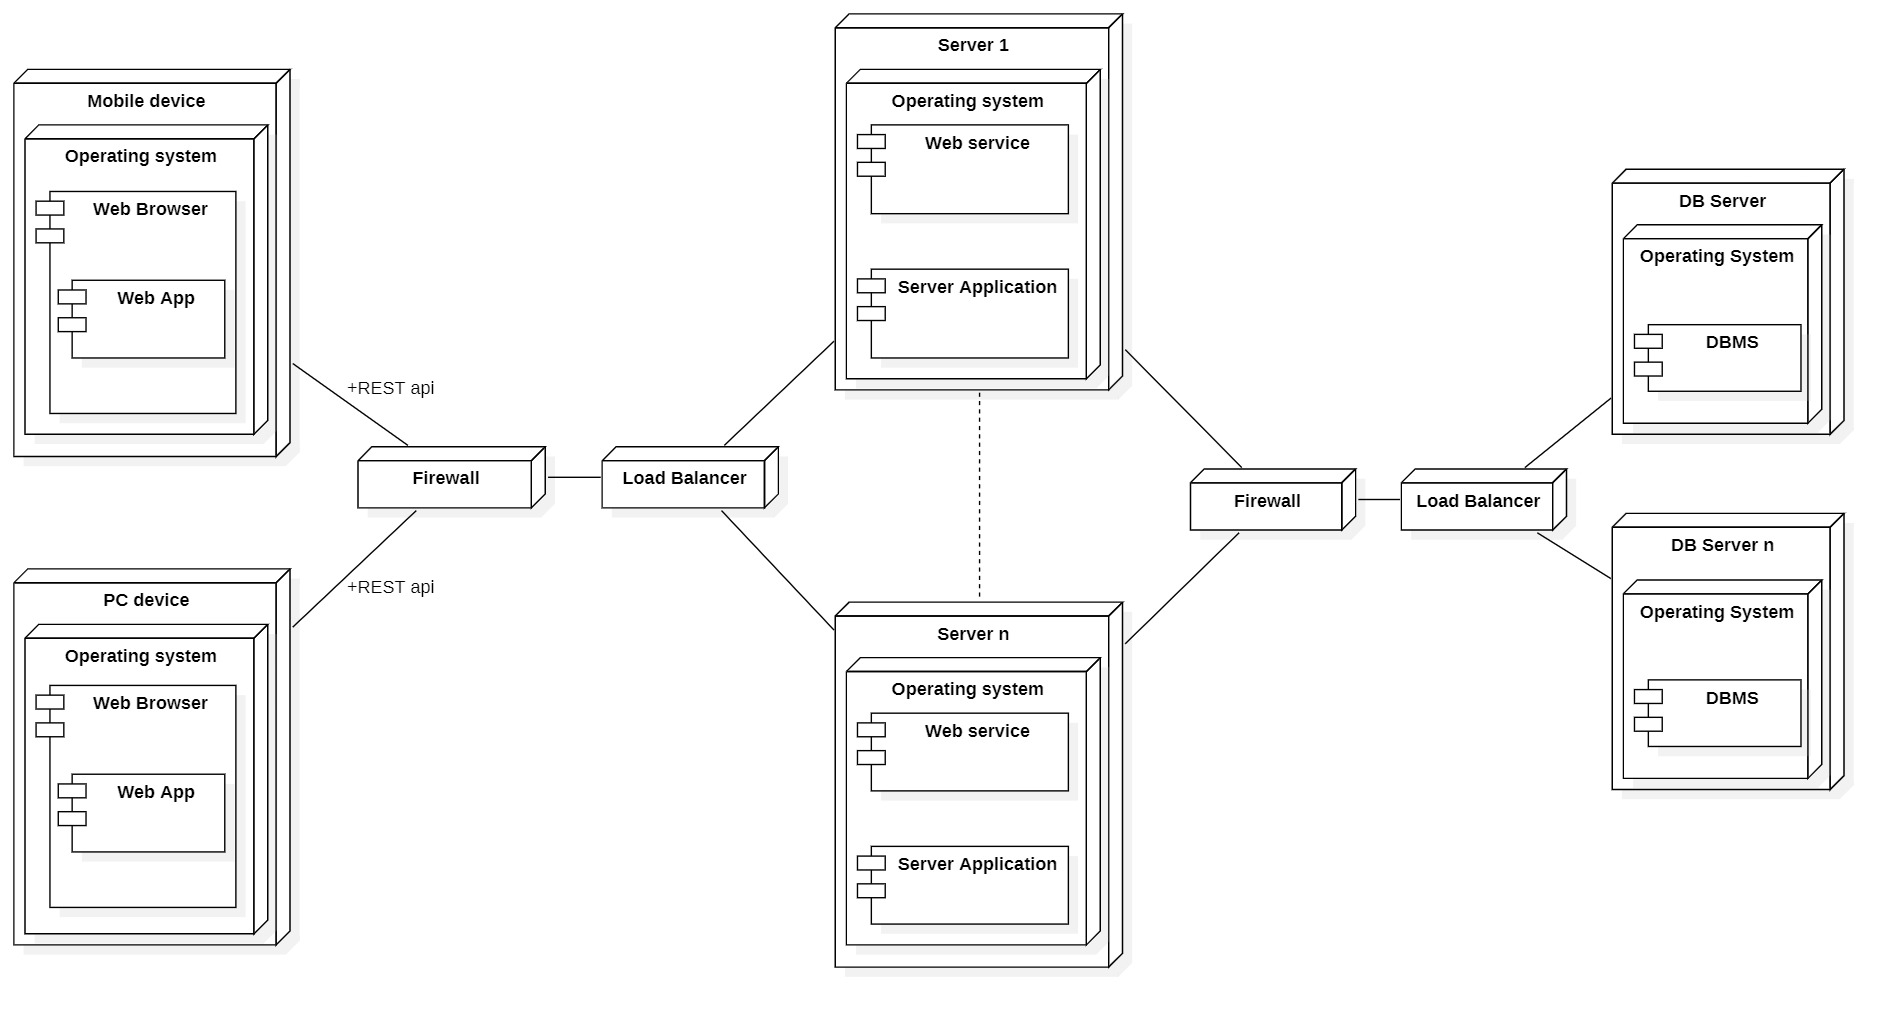 Mobile device
Operating system
Web Browser
Web App
+REST api
PC device
Operating system
Web Browser
Web App
+REST api
Firewall
Load Balancer
Server 1
Operating system
Web service
Server Application
Server n
Operating system
Web service
Server Application
Firewall
Load Balancer
DB Server
Operating System
DBMS
DB Server n
Operating System
DBMS